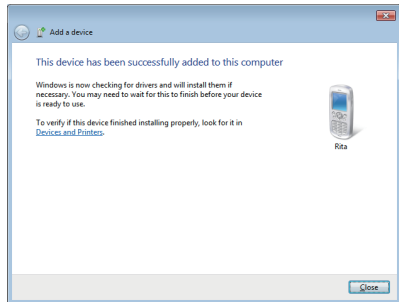 Add a device
This device has been successfully added to this computer
Windows is now checking for drivers and will install them if
necessary. You may need to wait for this to finish before your device
is ready to use.
To verify if this device finished installing properly, look for it in
Devices and Printers.
Rita
Close